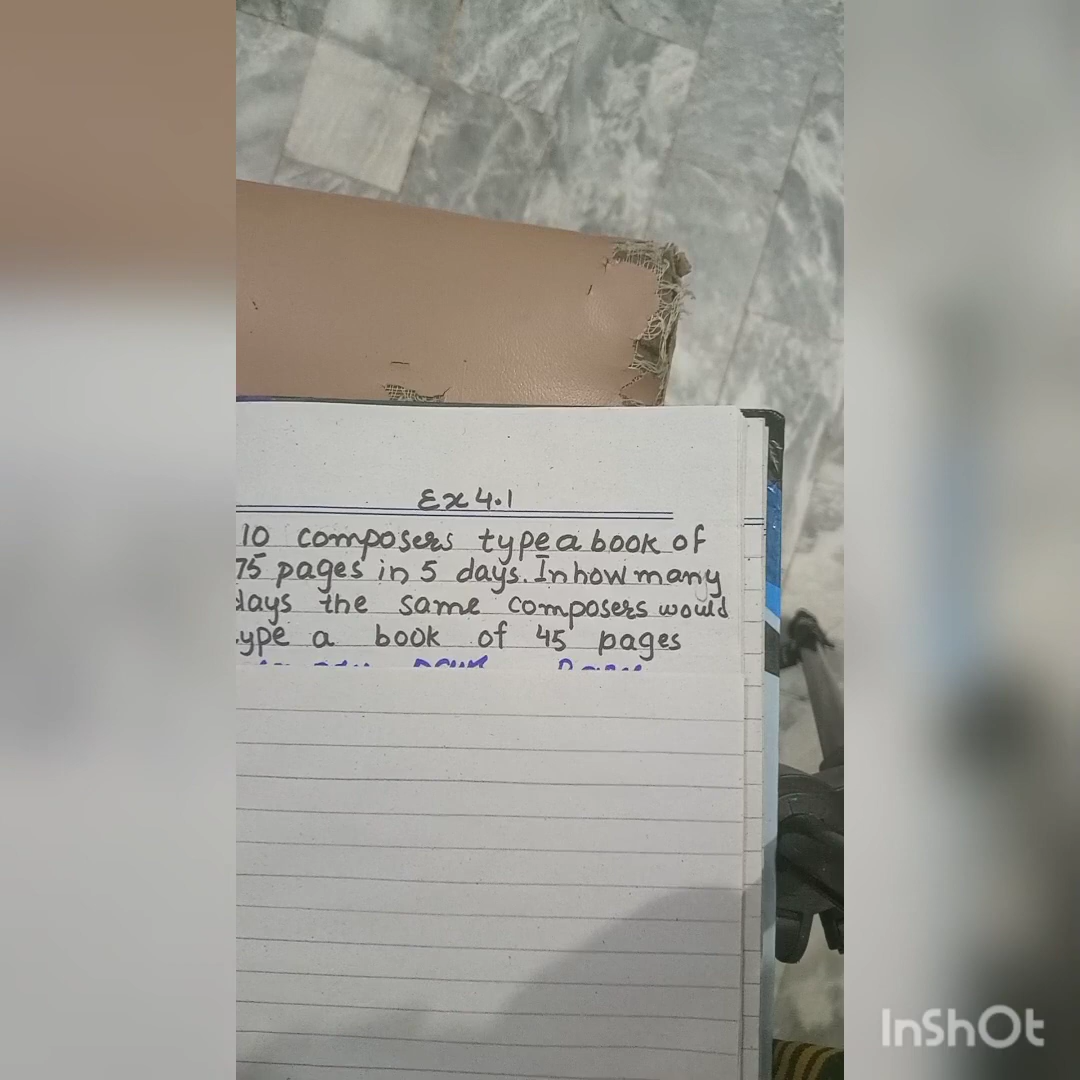 Ex 4.1
10 composers type a book of
75 pages in 5 days. In how many
days the same composers would
ype a book of 45 pages
InShOt